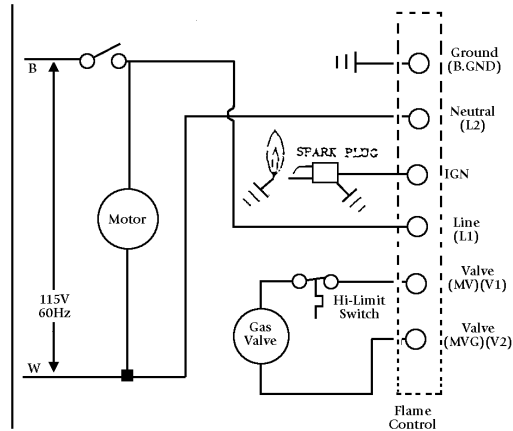 Ground
(B.GND)
B
Neutral
(L2)
SPARK PLUG
IGN
Motor
Line
(L1)
Valve
(MV)(V1)
115V
60Hz
Hi-Limit
Switch
Gas
Valve
Valve
(MVG)(V2)
W
Flame
Control